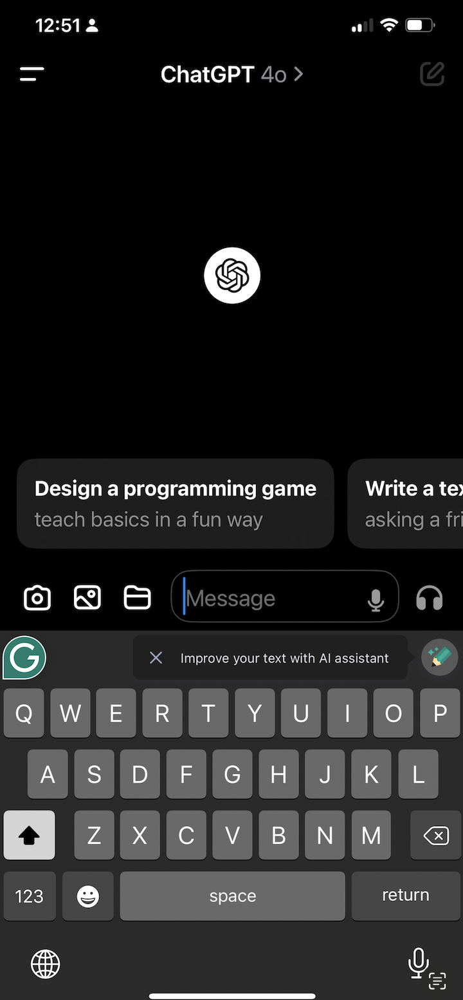 12:51
ChatGPT 4o >
Design a programming game
teach basics in a fun way
Write a tex
asking a fri
Message
Improve your text with AI assistant
Q W E R T Y U I O P
A S D F G H J K L
Z X C V B N M
123 space return